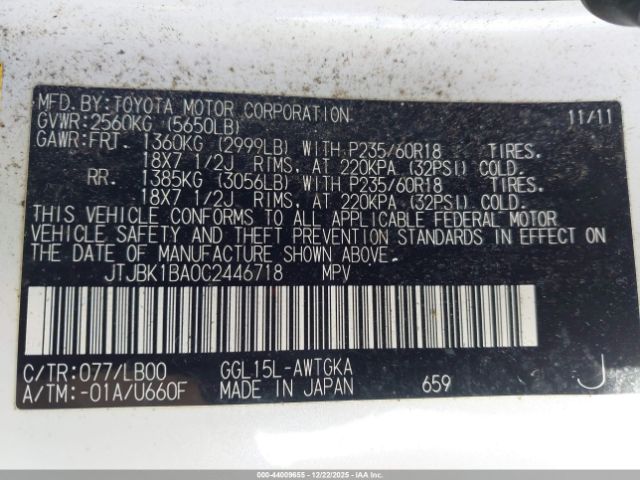 MFD. BY: TOYOTA MOTOR CORPORATION 11/11
GVWR: 2560KG (5650LB)
GAWR: FRT. 1360KG (2999LB) WITH P235/60R18 TIRES.
18X7 1/2J RIMS, AT 220KPA (32PSI) COLD.
RR. 1385KG (3056LB) WITH P235/60R18 TIRES.
18X7 1/2J RIMS, AT 220KPA (32PSI) COLD.
THIS VEHICLE CONFORMS TO ALL APPLICABLE FEDERAL MOTOR
VEHICLE SAFETY AND THEFT PREVENTION STANDARDS IN EFFECT ON
THE DATE OF MANUFACTURE SHOWN ABOVE.
JTJBK1BA0C2446718 MPV
C/TR: 077/LB00 GGL15L-AWTGKA
A/TM: -01A/U660F MADE IN JAPAN 659 J
000-44009655 - 12/22/2025 - IAAI.COM